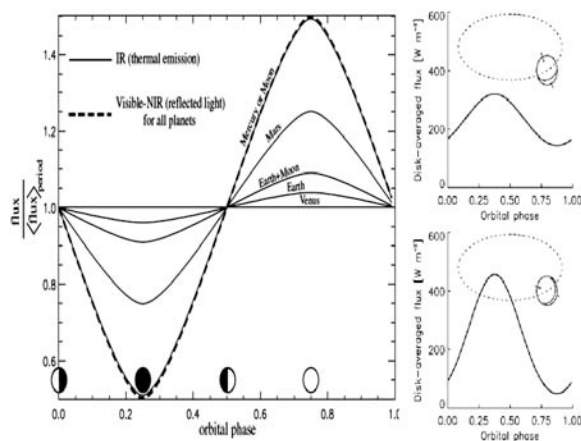 1.4
1.2
1.0
0.8
0.6
0.5
flux
<flux> period
IR (thermal emission)
Visible-NIR (reflected light)
for all planets
Mercury or Moon
Mars
Earth+Moon
Earth
Venus
0.0 0.25 0.5 0.75 1.0
orbital phase
Disk-averaged flux [W m⁻²]
600
400
200
0
0.00 0.25 0.50 0.75 1.00
Orbital phase
Disk-averaged flux [W m⁻²]
600
400
200
0
0.00 0.25 0.50 0.75 1.00
Orbital phase